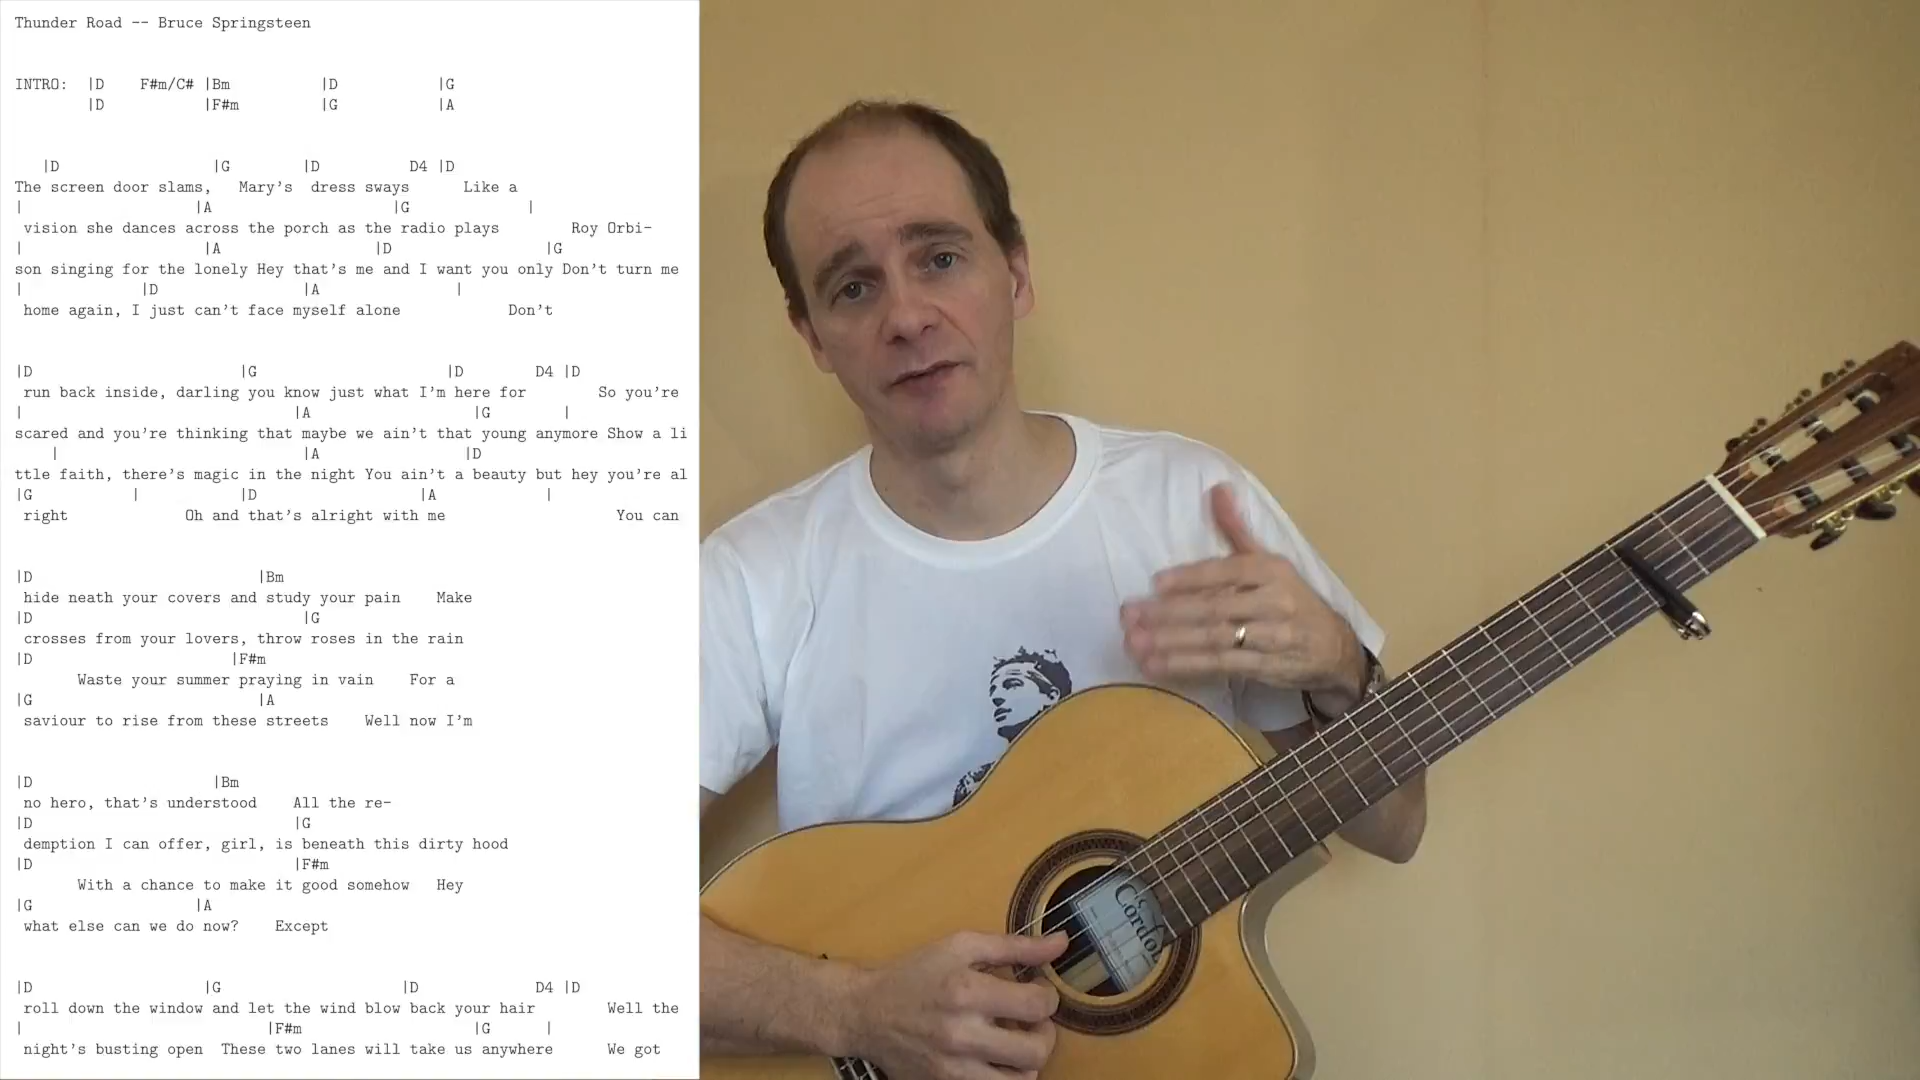 Thunder Road -- Bruce Springsteen
INTRO: |D F#m/C# |Bm |D |G
|D |F#m |G |A
|D |G |D D4 |D
The screen door slams, Mary's dress sways Like a
| |A |G |
vision she dances across the porch as the radio plays Roy Orbi-
| |A |D |G
son singing for the lonely Hey that's me and I want you only Don't turn me
| |D |A |
home again, I just can't face myself alone Don't
|D |G |D D4 |D
run back inside, darling you know just what I'm here for So you're
| |A |G |
scared and you're thinking that maybe we ain't that young anymore Show a li
| |A |D
ttle faith, there's magic in the night You ain't a beauty but hey you're al
|G | |D |A |
right Oh and that's alright with me You can
|D |Bm
hide neath your covers and study your pain Make
|D |G
crosses from your lovers, throw roses in the rain
|D |F#m
Waste your summer praying in vain For a
|G |A
saviour to rise from these streets Well now I'm
|D |Bm
no hero, that's understood All the re-
|D |G
demption I can offer, girl, is beneath this dirty hood
|D |F#m
With a chance to make it good somehow Hey
|G |A
what else can we do now? Except
|D |G |D D4 |D
roll down the window and let the wind blow back your hair Well the
| |F#m |G |
night's busting open These two lanes will take us anywhere We got